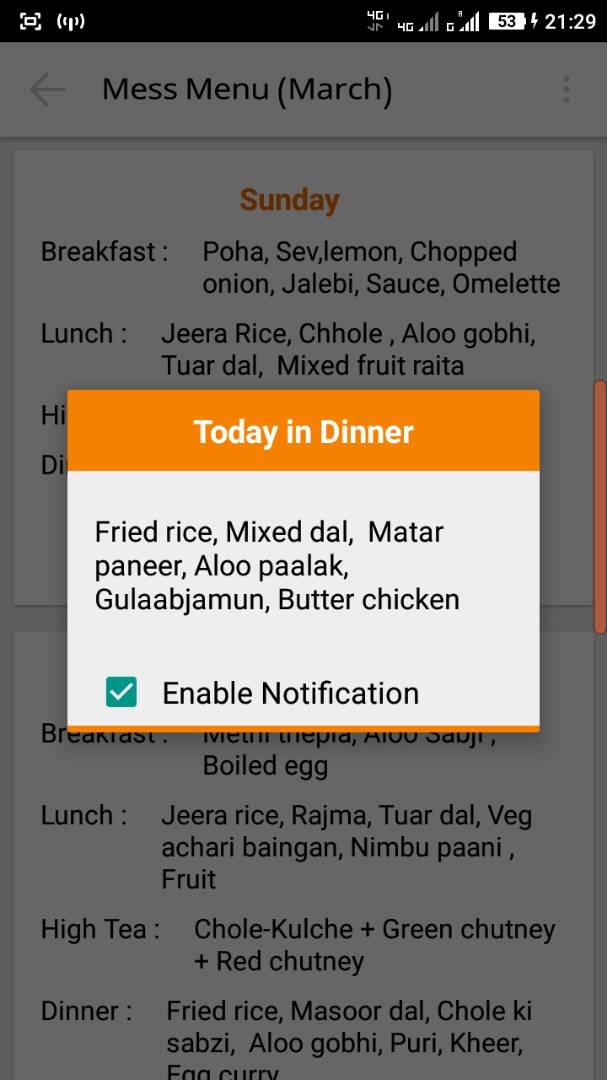 4G 4G G R 53 21:29
Mess Menu (March)
Sunday
Breakfast : Poha, Sev,lemon, Chopped
onion, Jalebi, Sauce, Omelette
Lunch : Jeera Rice, Chhole , Aloo gobhi,
Tuar dal, Mixed fruit raita
Hi
Di
Today in Dinner
Fried rice, Mixed dal, Matar
paneer, Aloo paalak,
Gulaabjamun, Butter chicken
Enable Notification
Breakfast : Methi thepla, Aloo Sabji ,
Boiled egg
Lunch : Jeera rice, Rajma, Tuar dal, Veg
achari baingan, Nimbu paani ,
Fruit
High Tea : Chole-Kulche + Green chutney
+ Red chutney
Dinner : Fried rice, Masoor dal, Chole ki
sabzi, Aloo gobhi, Puri, Kheer,
Egg curry